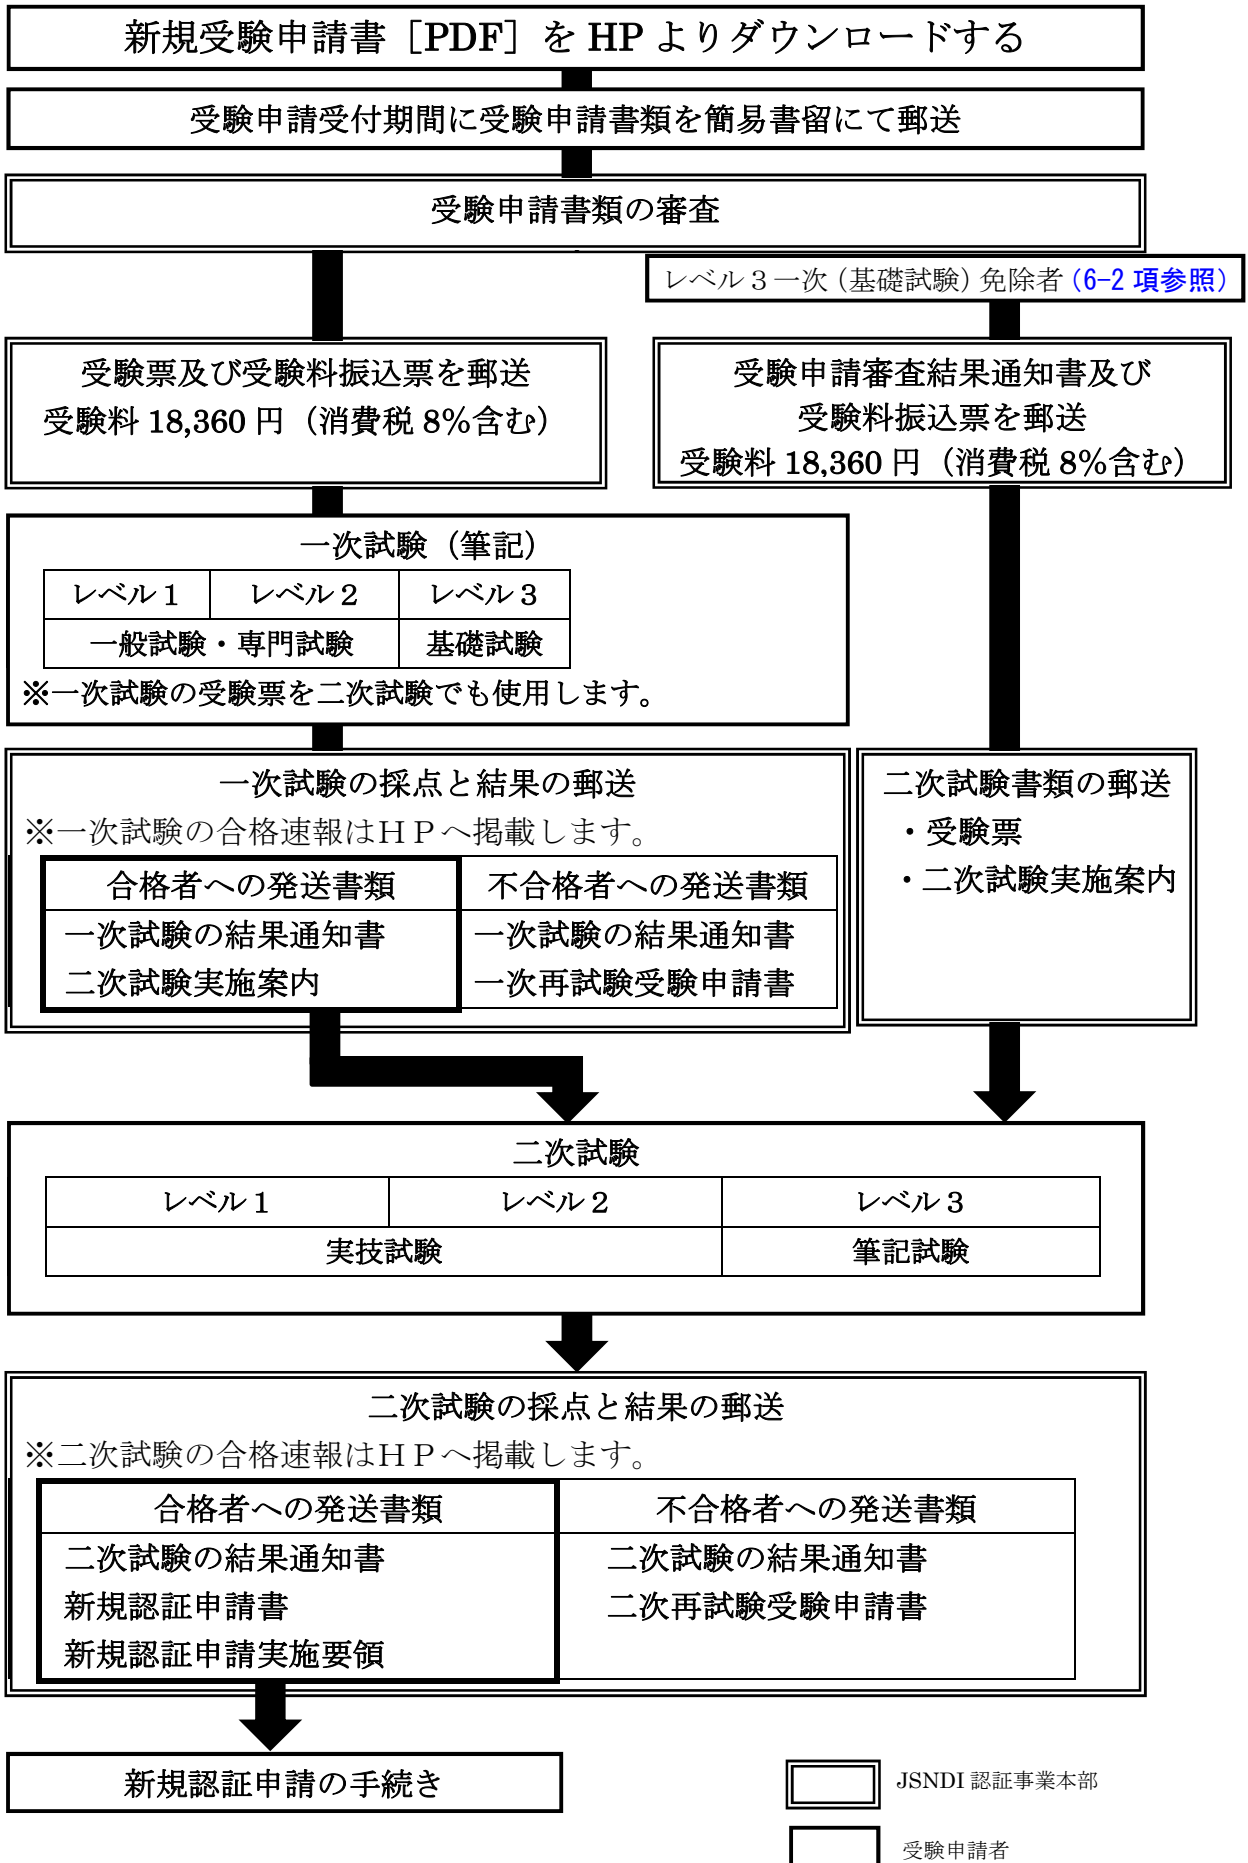 新規受験申請書［PDF］を HP よりダウンロードする
受験申請受付期間に受験申請書類を簡易書留にて郵送
受験申請書類の審査
レベル３一次（基礎試験）免除者（6-2 項参照）
受験票及び受験料振込票を郵送
受験料 18,360 円（消費税 8%含む）
受験申請審査結果通知書及び
受験料振込票を郵送
受験料 18,360 円（消費税 8%含む）
一次試験（筆記）
レベル１ レベル２ レベル３
一般試験・専門試験 基礎試験
※一次試験の受験票を二次試験でも使用します。
一次試験の採点と結果の郵送
※一次試験の合格速報はＨＰへ掲載します。
合格者への発送書類 不合格者への発送書類
一次試験の結果通知書 一次試験の結果通知書
二次試験実施案内 一次再試験受験申請書
二次試験書類の郵送
・受験票
・二次試験実施案内
二次試験
レベル１ レベル２ レベル３
実技試験 筆記試験
二次試験の採点と結果の郵送
※二次試験の合格速報はＨＰへ掲載します。
合格者への発送書類 不合格者への発送書類
二次試験の結果通知書 二次試験の結果通知書
新規認証申請書 二次再試験受験申請書
新規認証申請実施要領
新規認証申請の手続き
JSNDI 認証事業本部
受験申請者